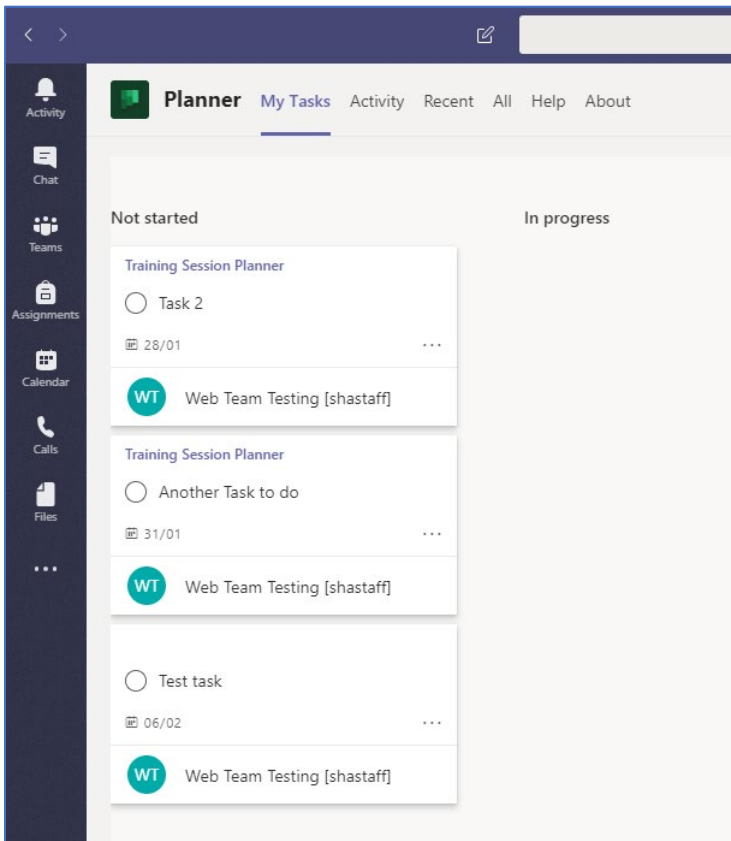 Planner My Tasks Activity Recent All Help About
Activity
Chat
Teams
Assignments
Calendar
Calls
Files
Not started
Training Session Planner
Task 2
28/01
WT Web Team Testing [shastaff]
Training Session Planner
Another Task to do
31/01
WT Web Team Testing [shastaff]
Test task
06/02
WT Web Team Testing [shastaff]
In progress